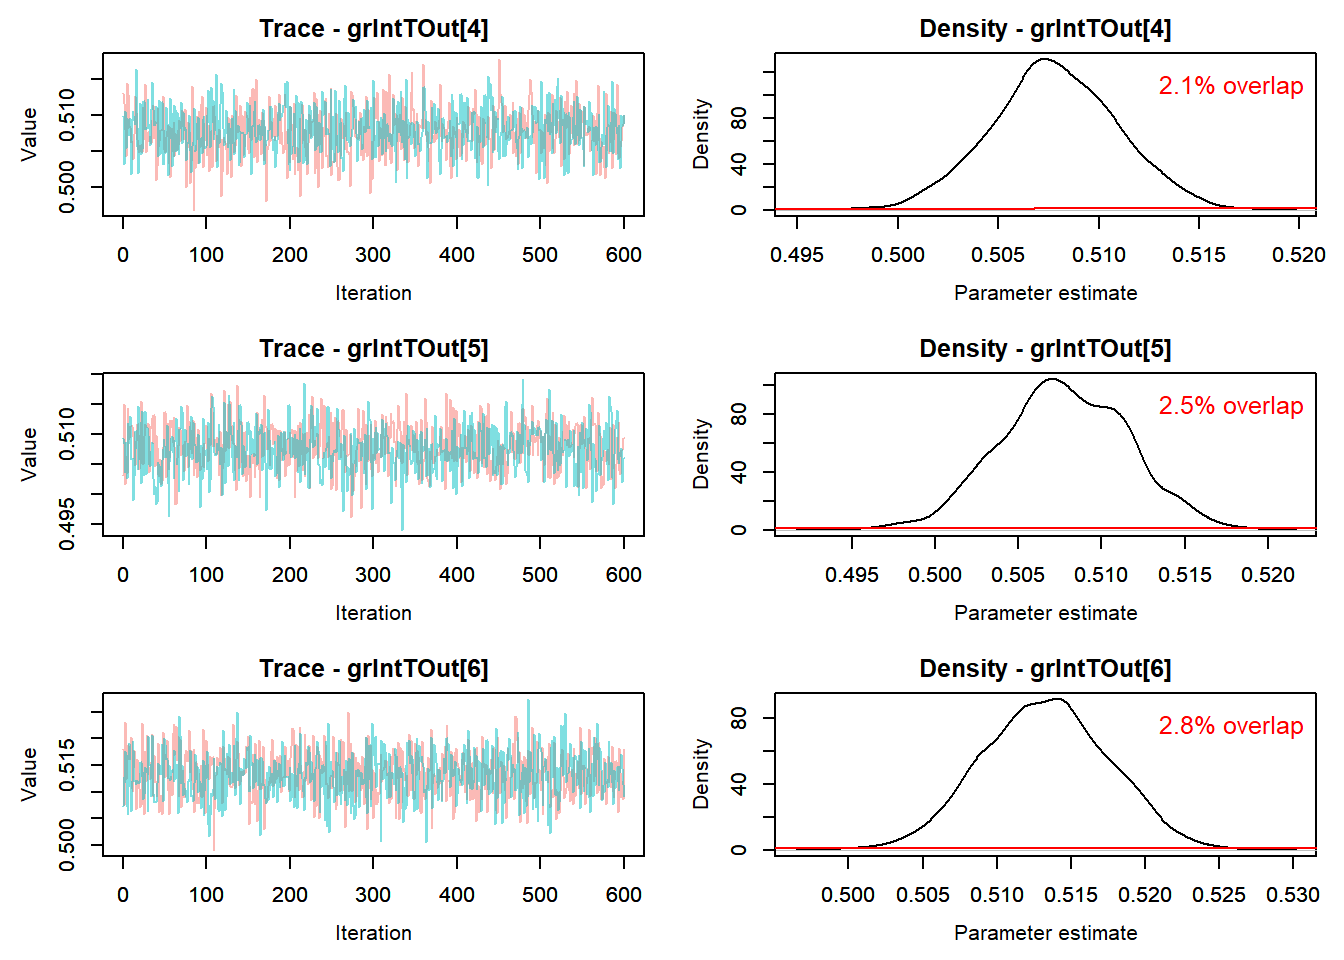 Trace - grIntTOut[4]
Value
0.500 0.510
0 100 200 300 400 500 600
Iteration
Density - grIntTOut[4]
2.1% overlap
Density
0 40 80
0.495 0.500 0.505 0.510 0.515 0.520
Parameter estimate
Trace - grIntTOut[5]
Value
0.495 0.510
0 100 200 300 400 500 600
Iteration
Density - grIntTOut[5]
2.5% overlap
Density
0 40 80
0.495 0.500 0.505 0.510 0.515 0.520
Parameter estimate
Trace - grIntTOut[6]
Value
0.500 0.515
0 100 200 300 400 500 600
Iteration
Density - grIntTOut[6]
2.8% overlap
Density
0 40 80
0.500 0.505 0.510 0.515 0.520 0.525 0.530
Parameter estimate